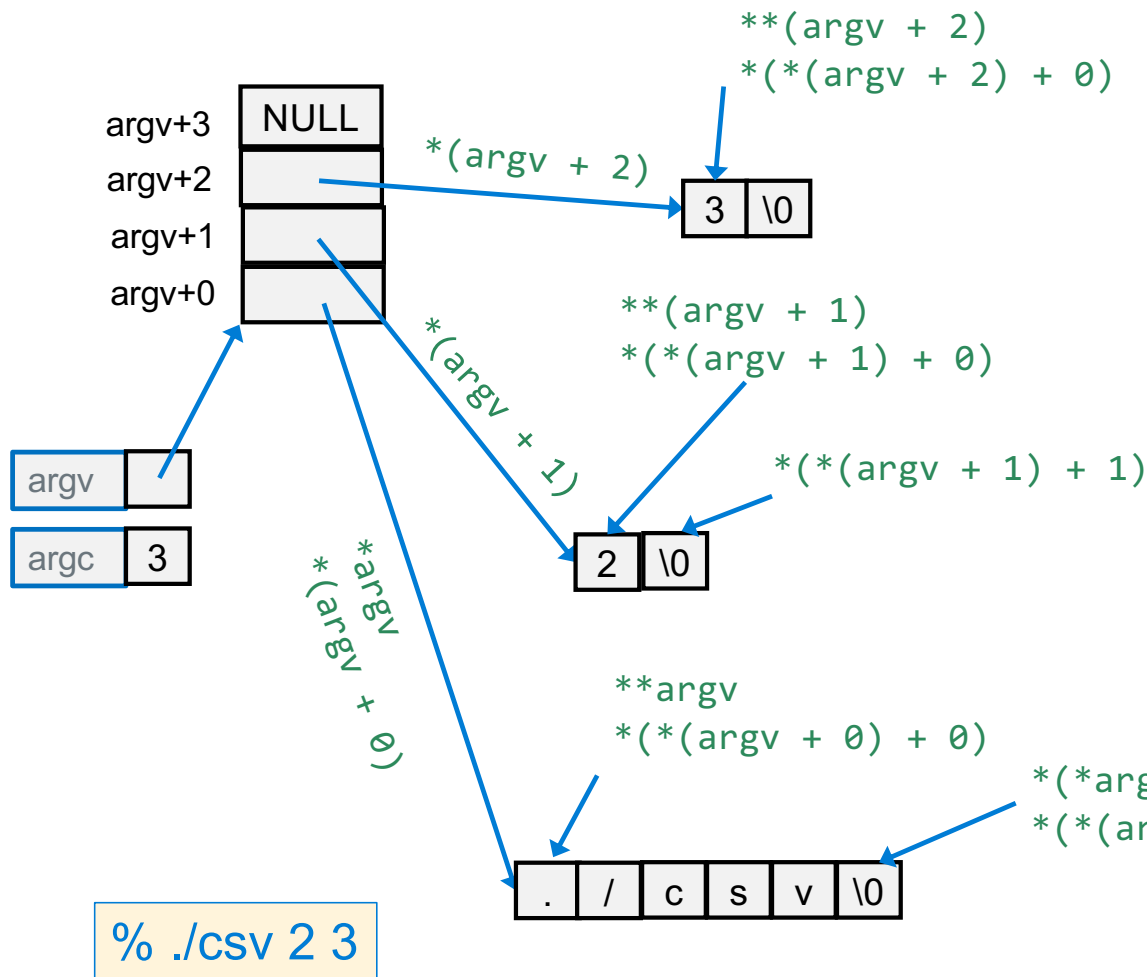 **(argv + 2)
*(*(argv + 2) + 0)
argv+3 NULL
argv+2
*(argv + 2)
3 \0
argv+1
argv+0
**(argv + 1)
*(*(argv + 1) + 0)
*(argv + 1)
*(*(argv + 1) + 1)
argv
argc 3
2 \0
*argv
*(argv + 0)
**argv
*(*(argv + 0) + 0)
*(*arg
*(*(ar
. / c s v \0
% ./csv 2 3